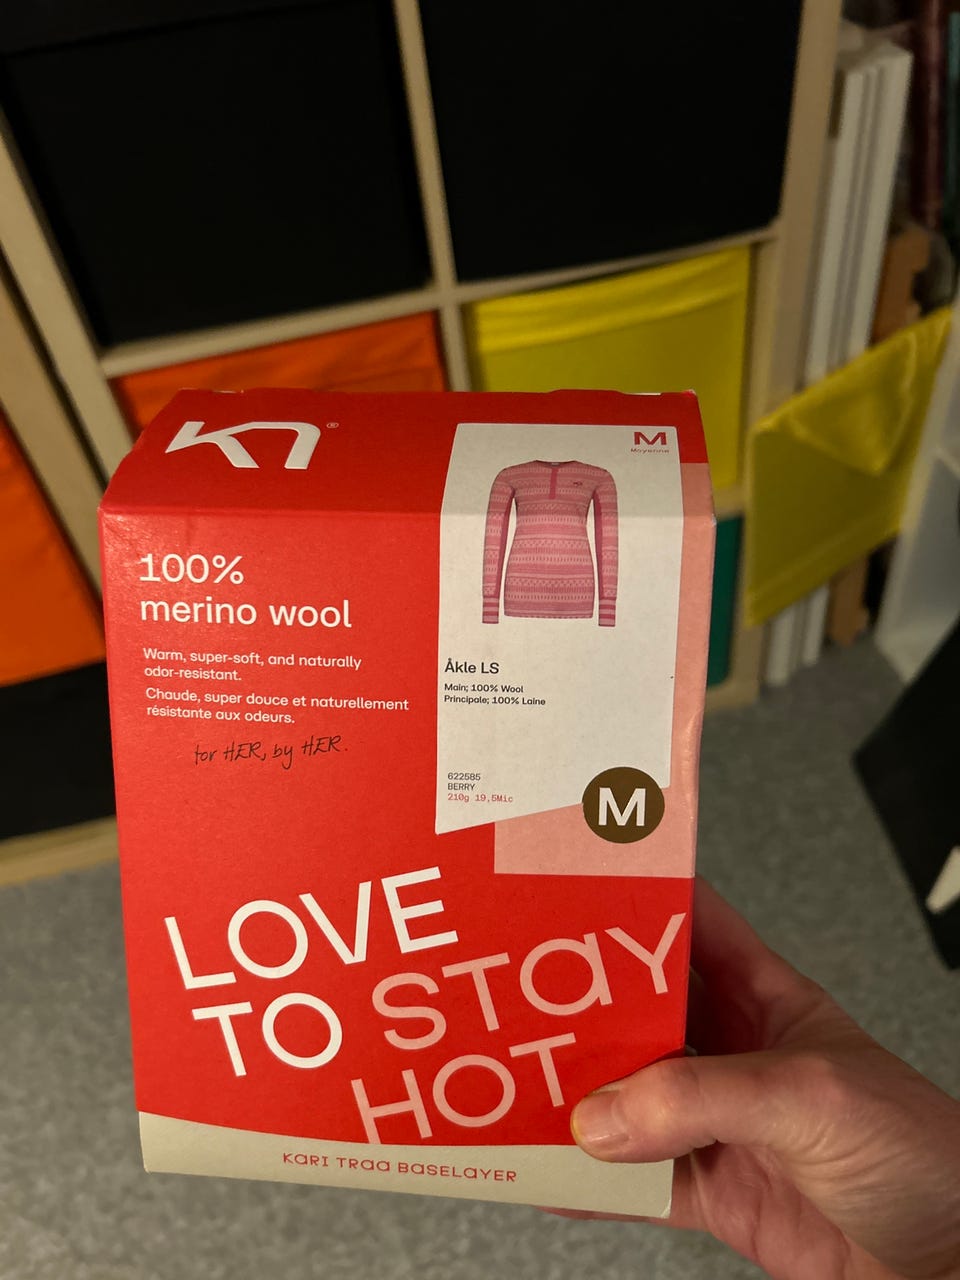 ®
M
Moyenne
100%
merino wool
Warm, super-soft, and naturally
odor-resistant.
Chaude, super douce et naturellement
résistante aux odeurs.
for HER, by HER.
Åkle LS
Main; 100% Wool
Principale; 100% Laine
622585
BERRY
210g 19,5Mic
M
LOVE
TO STaY
HOT
KaRI TRaa BaSELaYER